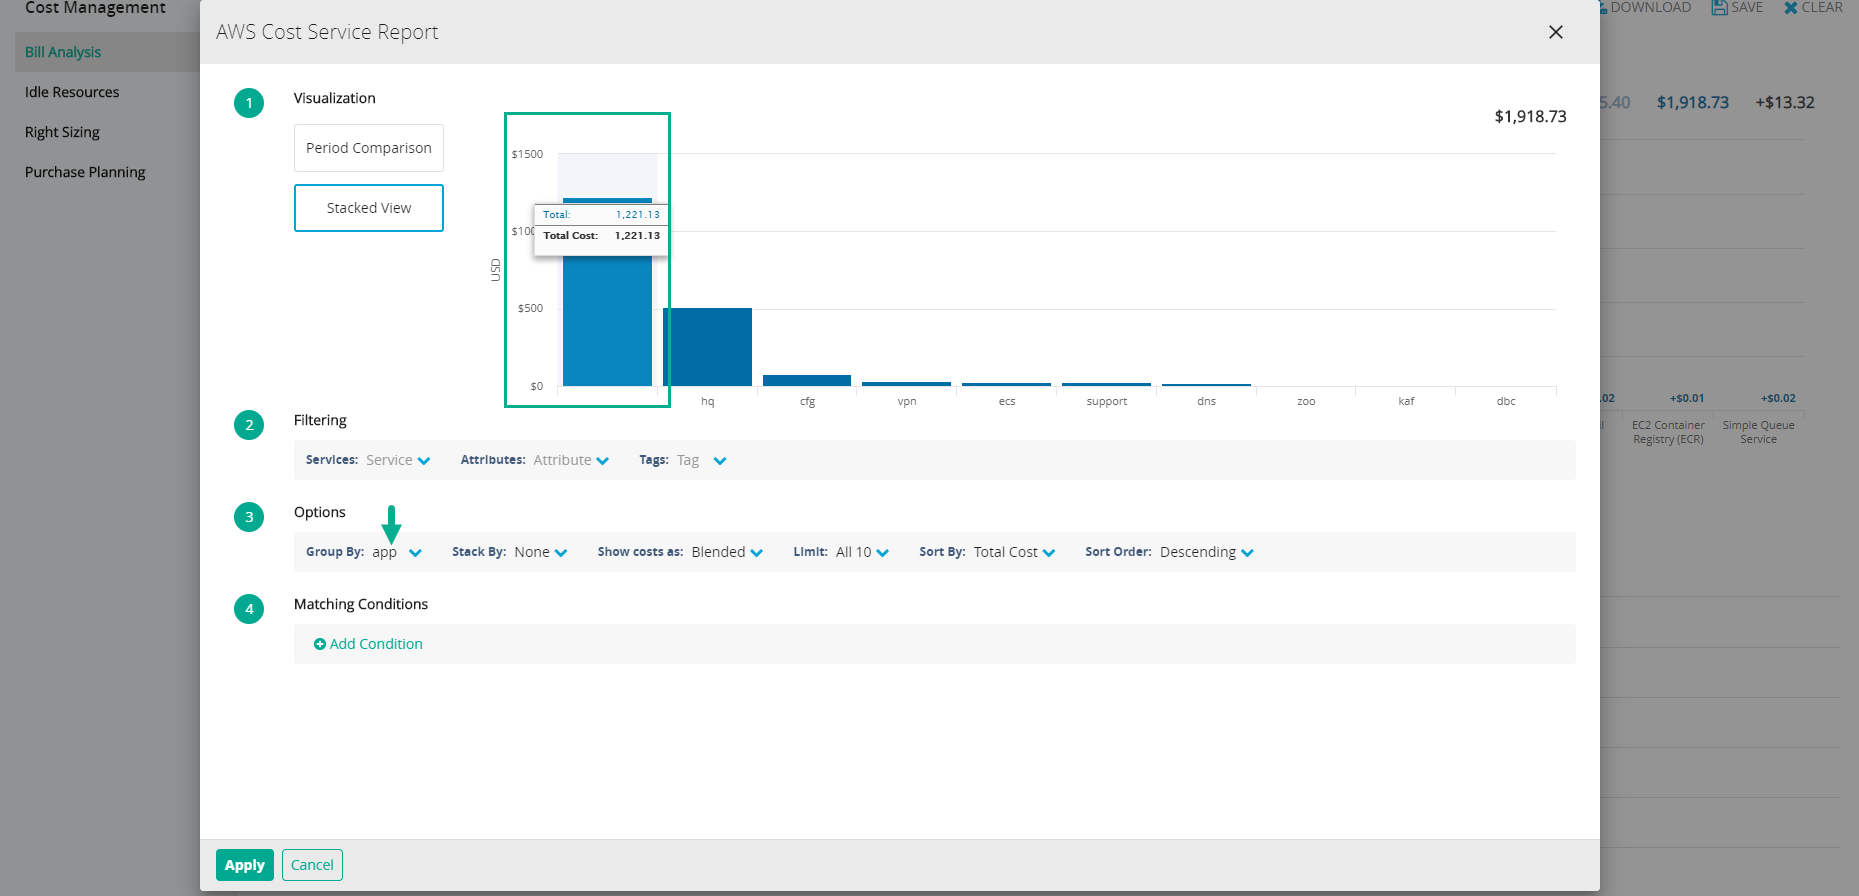 Cost Management
Bill Analysis
Idle Resources
Right Sizing
Purchase Planning
AWS Cost Service Report
DOWNLOAD SAVE CLEAR
5.40 $1,918.73 +$13.32
1 Visualization
Period Comparison
Stacked View
$1,918.73
USD
$1500
$500
$0
Total: 1,221.13
Total Cost: 1,221.13
hq cfg vpn ecs support dns zoo kaf dbc
.02 +$0.01 +$0.02
EC2 Container
Registry (ECR)
Simple Queue
Service
2 Filtering
Services: Service Attributes: Attribute Tags: Tag
3 Options
Group By: app Stack By: None Show costs as: Blended Limit: All 10 Sort By: Total Cost Sort Order: Descending
4 Matching Conditions
Add Condition
Apply Cancel